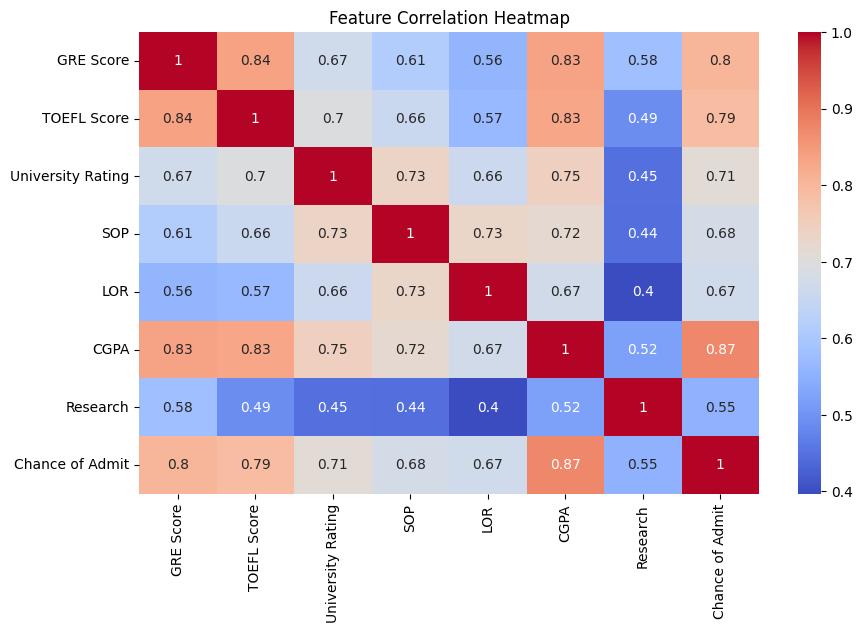 Feature Correlation Heatmap
GRE Score 1 0.84 0.67 0.61 0.56 0.83 0.58 0.8
TOEFL Score 0.84 1 0.7 0.66 0.57 0.83 0.49 0.79
University Rating 0.67 0.7 1 0.73 0.66 0.75 0.45 0.71
SOP 0.61 0.66 0.73 1 0.73 0.72 0.44 0.68
LOR 0.56 0.57 0.66 0.73 1 0.67 0.4 0.67
CGPA 0.83 0.83 0.75 0.72 0.67 1 0.52 0.87
Research 0.58 0.49 0.45 0.44 0.4 0.52 1 0.55
Chance of Admit 0.8 0.79 0.71 0.68 0.67 0.87 0.55 1
GRE Score
TOEFL Score
University Rating
SOP
LOR
CGPA
Research
Chance of Admit
1.0
0.9
0.8
0.7
0.6
0.5
0.4